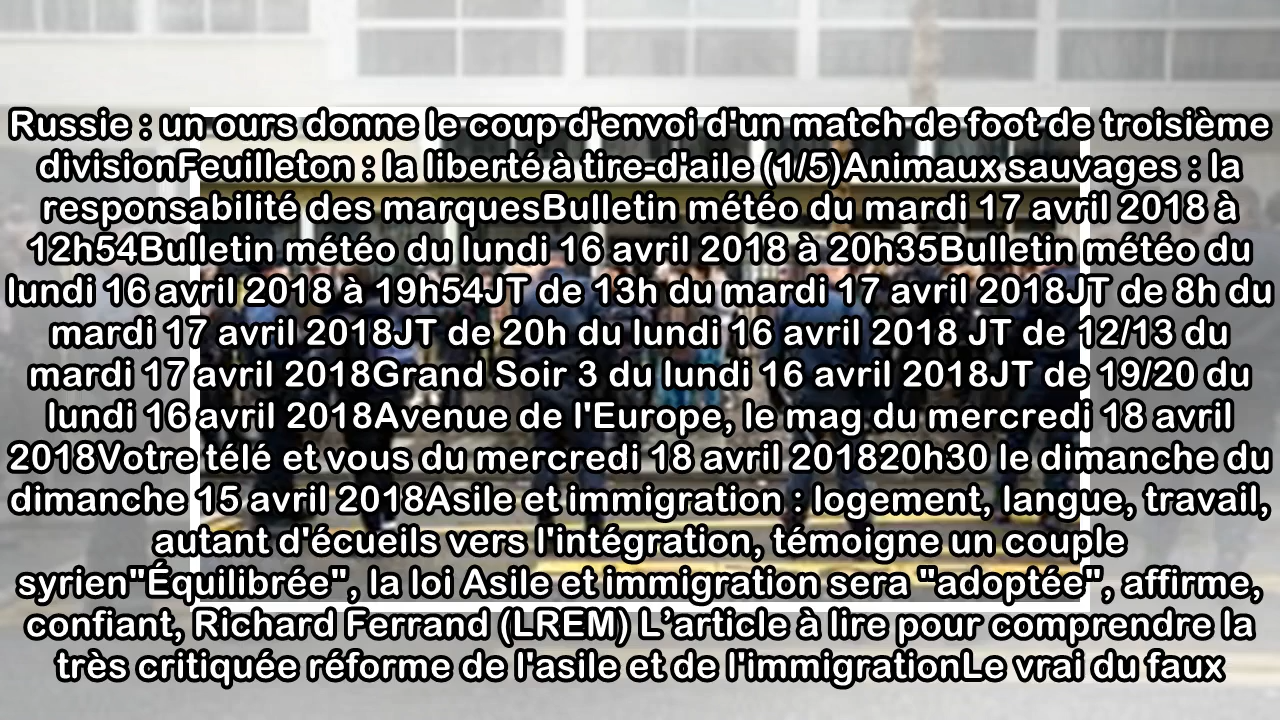 Russie : un ours donne le coup d'envoi d'un match de foot de troisième
divisionFeuilleton : la liberté à tire-d'aile (1/5)Animaux sauvages : la
responsabilité des marquesBulletin météo du mardi 17 avril 2018 à
12h54Bulletin météo du lundi 16 avril 2018 à 20h35Bulletin météo du
lundi 16 avril 2018 à 19h54JT de 13h du mardi 17 avril 2018JT de 8h du
mardi 17 avril 2018JT de 20h du lundi 16 avril 2018 JT de 12/13 du
mardi 17 avril 2018Grand Soir 3 du lundi 16 avril 2018JT de 19/20 du
lundi 16 avril 2018Avenue de l'Europe, le mag du mercredi 18 avril
2018Votre télé et vous du mercredi 18 avril 201820h30 le dimanche du
dimanche 15 avril 2018Asile et immigration : logement, langue, travail,
autant d'écueils vers l'intégration, témoigne un couple
syrien"Équilibrée", la loi Asile et immigration sera "adoptée", affirme,
confiant, Richard Ferrand (LREM) L’article à lire pour comprendre la
très critiquée réforme de l'asile et de l'immigrationLe vrai du faux